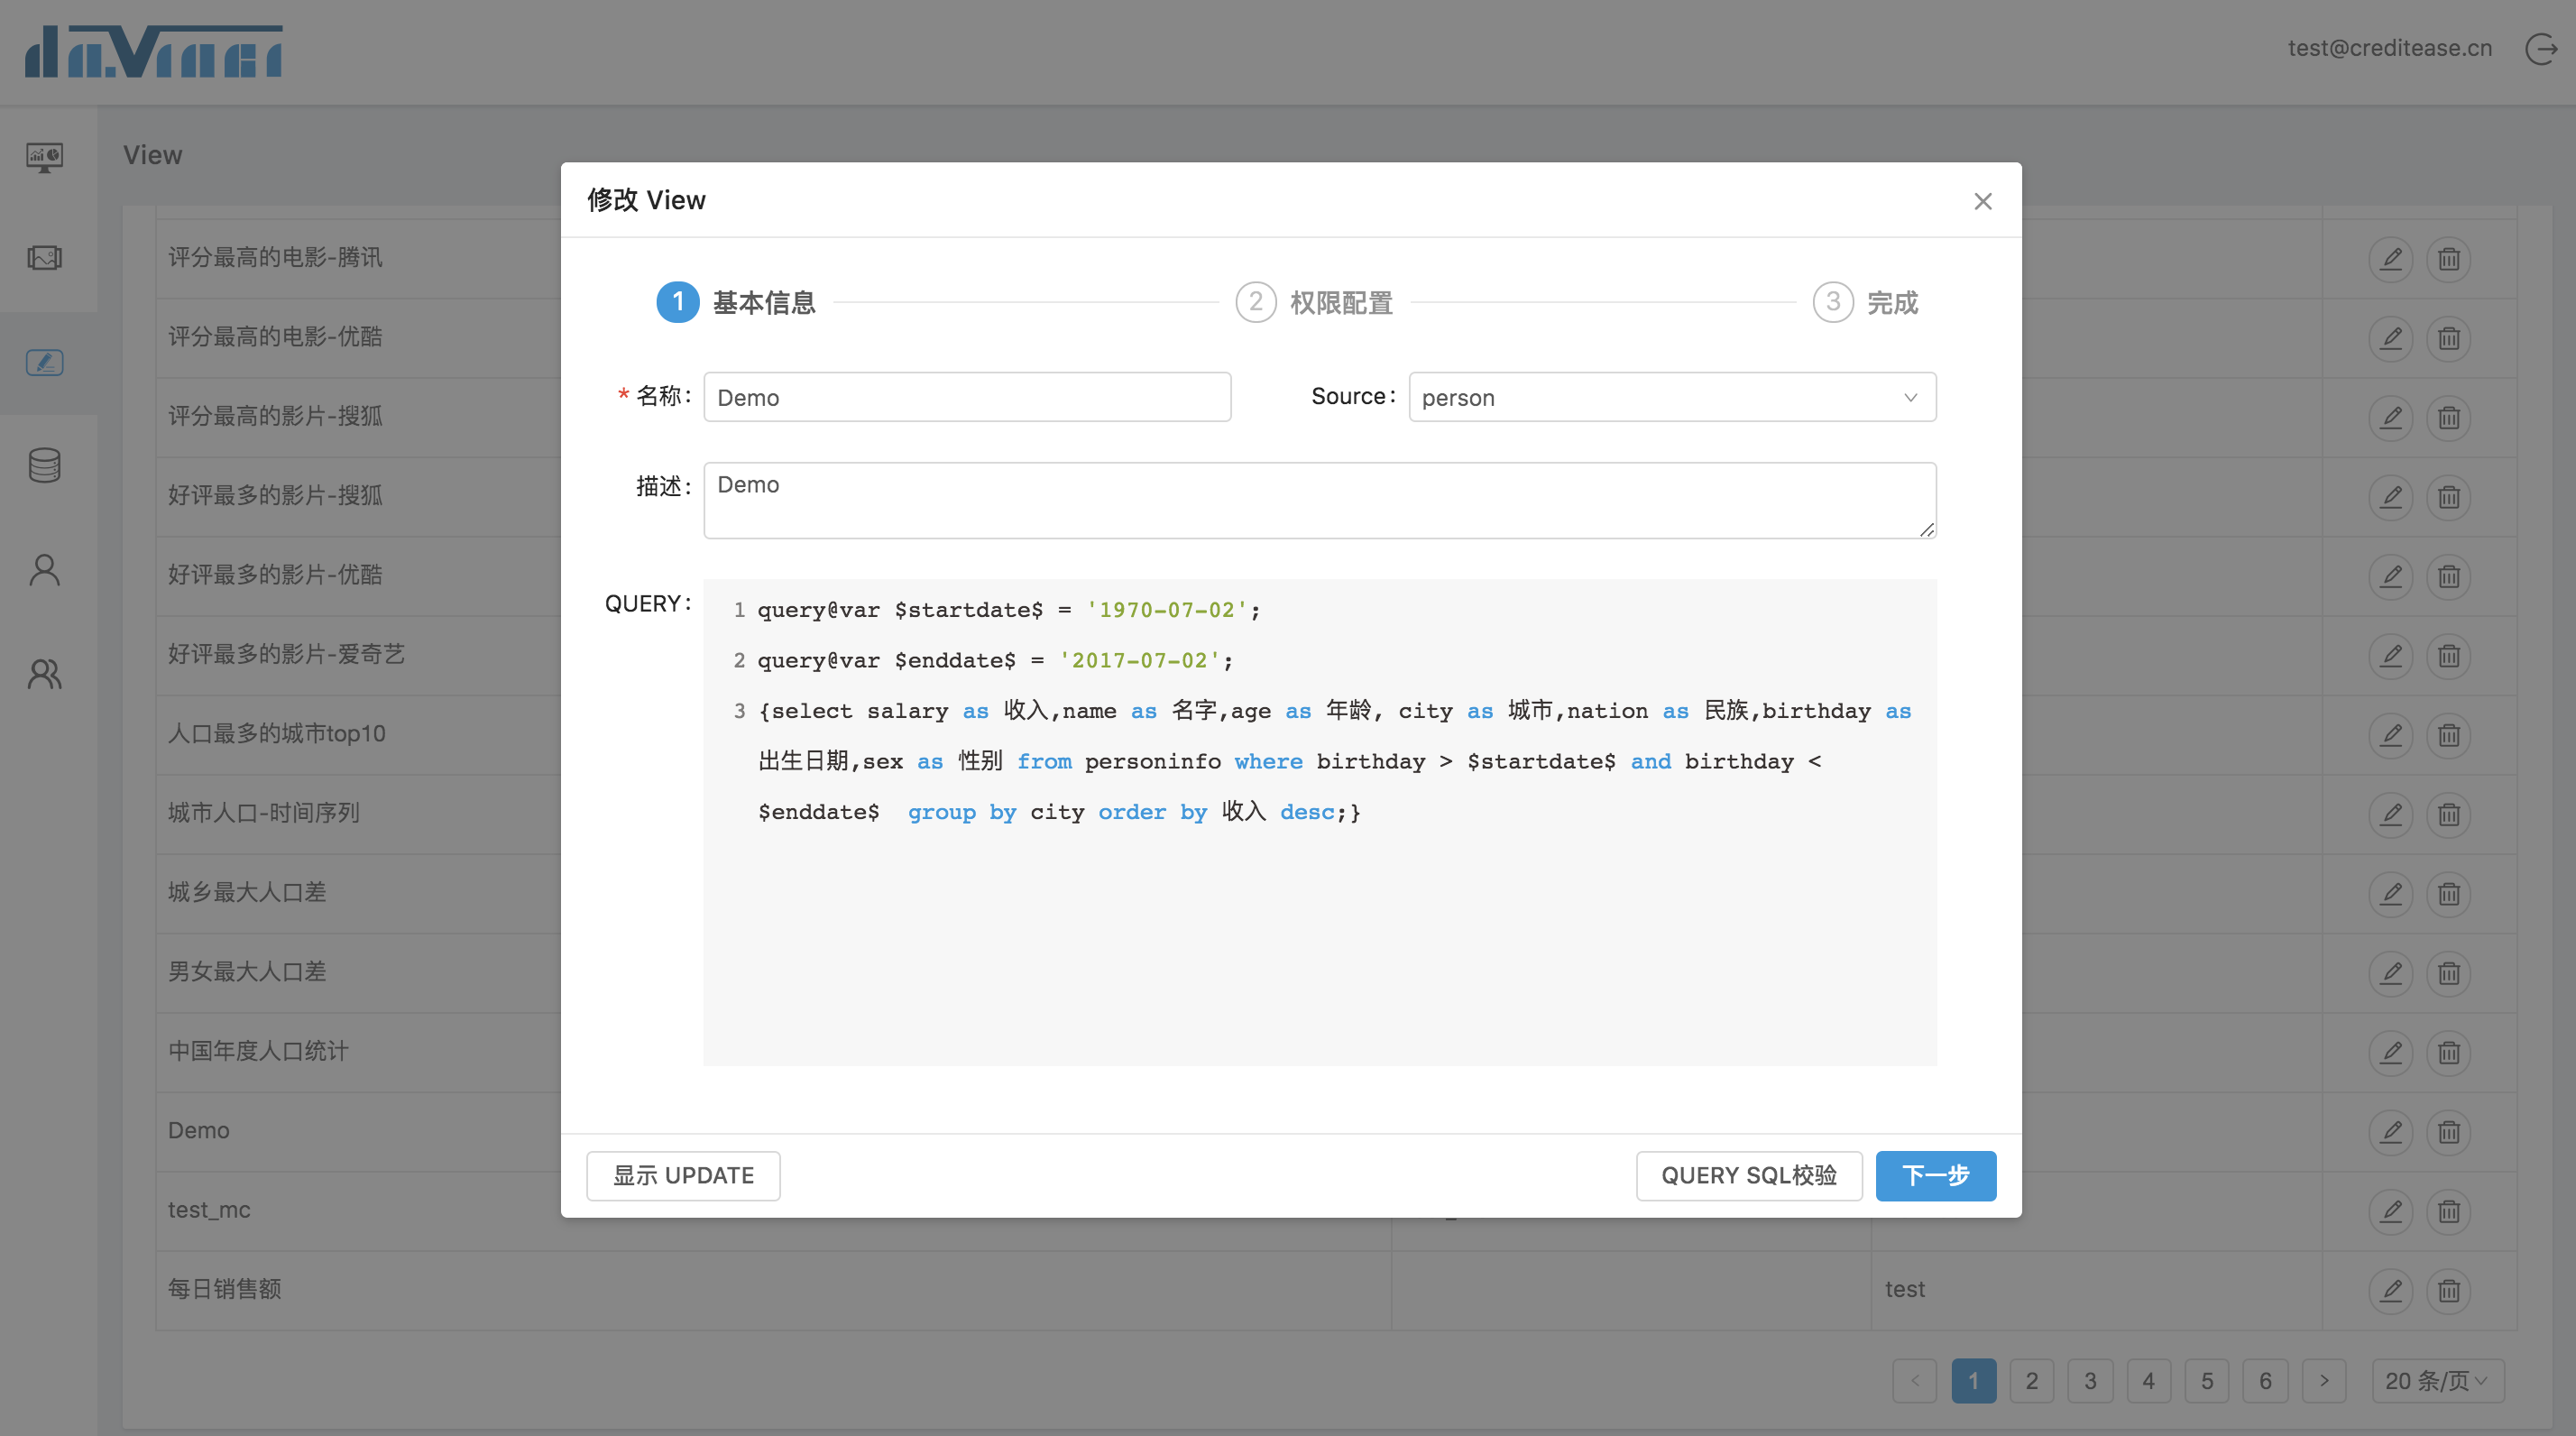 da.Vinci
test@creditease.cn
View
修改 View
1 基本信息
2 权限配置
3 完成
* 名称: Demo
Source: person
描述: Demo
QUERY:
1 query@var $startdate$ = '1970-07-02';
2 query@var $enddate$ = '2017-07-02';
3 {select salary as 收入,name as 名字,age as 年龄, city as 城市,nation as 民族,birthday as
出生日期,sex as 性别 from personinfo where birthday > $startdate$ and birthday <
$enddate$  group by city order by 收入 desc;}
显示 UPDATE
QUERY SQL校验
下一步
评分最高的电影-腾讯
评分最高的电影-优酷
评分最高的影片-搜狐
好评最多的影片-搜狐
好评最多的影片-优酷
好评最多的影片-爱奇艺
人口最多的城市top10
城市人口-时间序列
城乡最大人口差
男女最大人口差
中国年度人口统计
Demo
test_mc
每日销售额
test
< 1 2 3 4 5 6 > 20 条/页